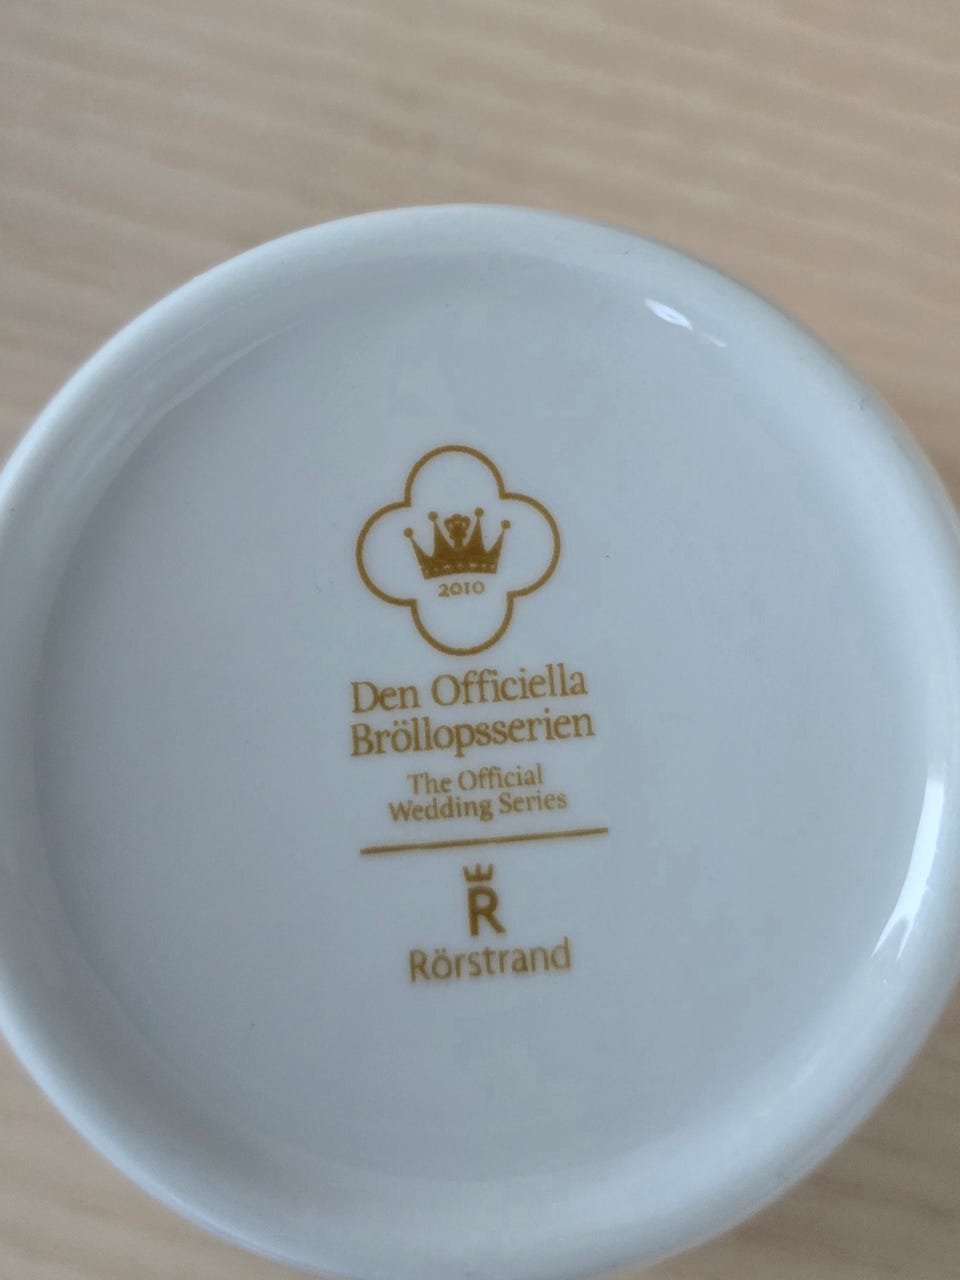 2010
Den Officiella
Bröllopsserien
The Official
Wedding Series
R
Rörstrand